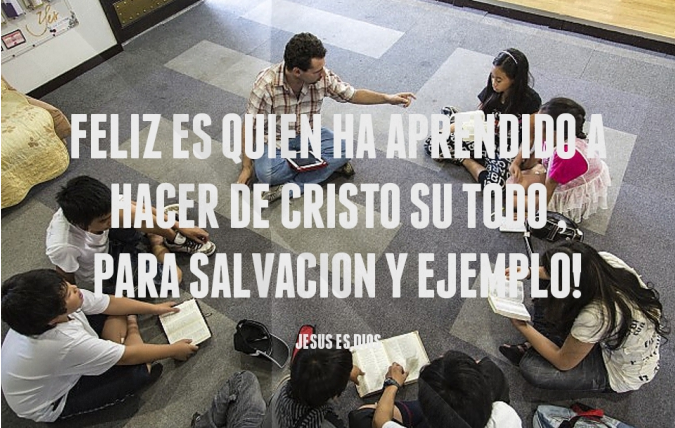 FELIZ ES QUIEN HA APRENDIDO A
HACER DE CRISTO SU TODO ,
PARA SALVACION Y EJEMPLO!
JESUS ES DIOS